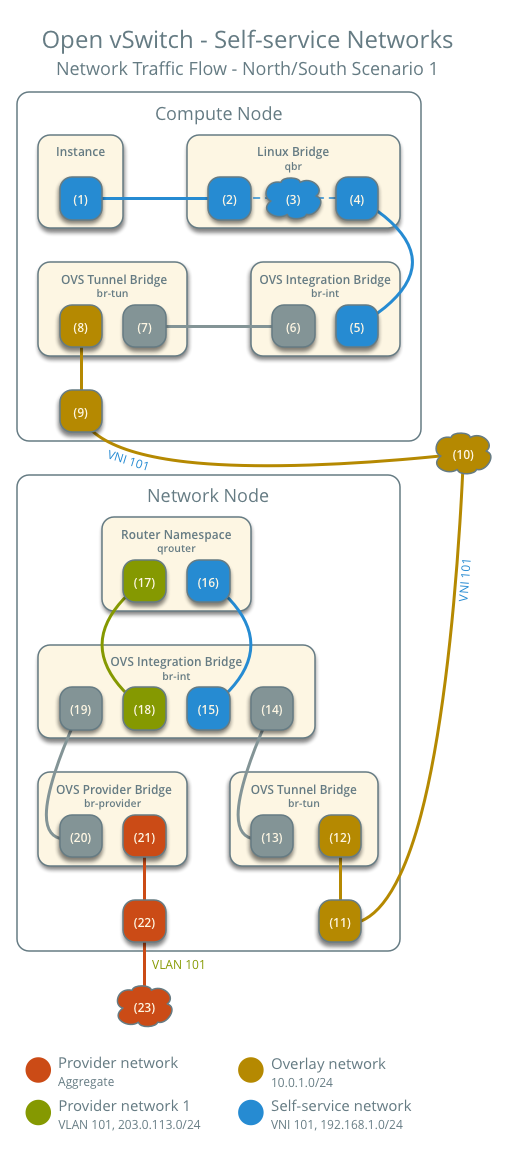 Open vSwitch - Self-service Networks
Network Traffic Flow - North/South Scenario 1
Compute Node
Instance
(1)
Linux Bridge
qbr
(2)
(3)
(4)
OVS Tunnel Bridge
br-tun
(8)
(7)
OVS Integration Bridge
br-int
(6)
(5)
(9)
VNI 101
(10)
VNI 101
Network Node
Router Namespace
qrouter
(17)
(16)
OVS Integration Bridge
br-int
(19)
(18)
(15)
(14)
OVS Provider Bridge
br-provider
(20)
(21)
OVS Tunnel Bridge
br-tun
(13)
(12)
(22)
(11)
VLAN 101
(23)
Provider network
Aggregate
Overlay network
10.0.1.0/24
Provider network 1
VLAN 101, 203.0.113.0/24
Self-service network
VNI 101, 192.168.1.0/24